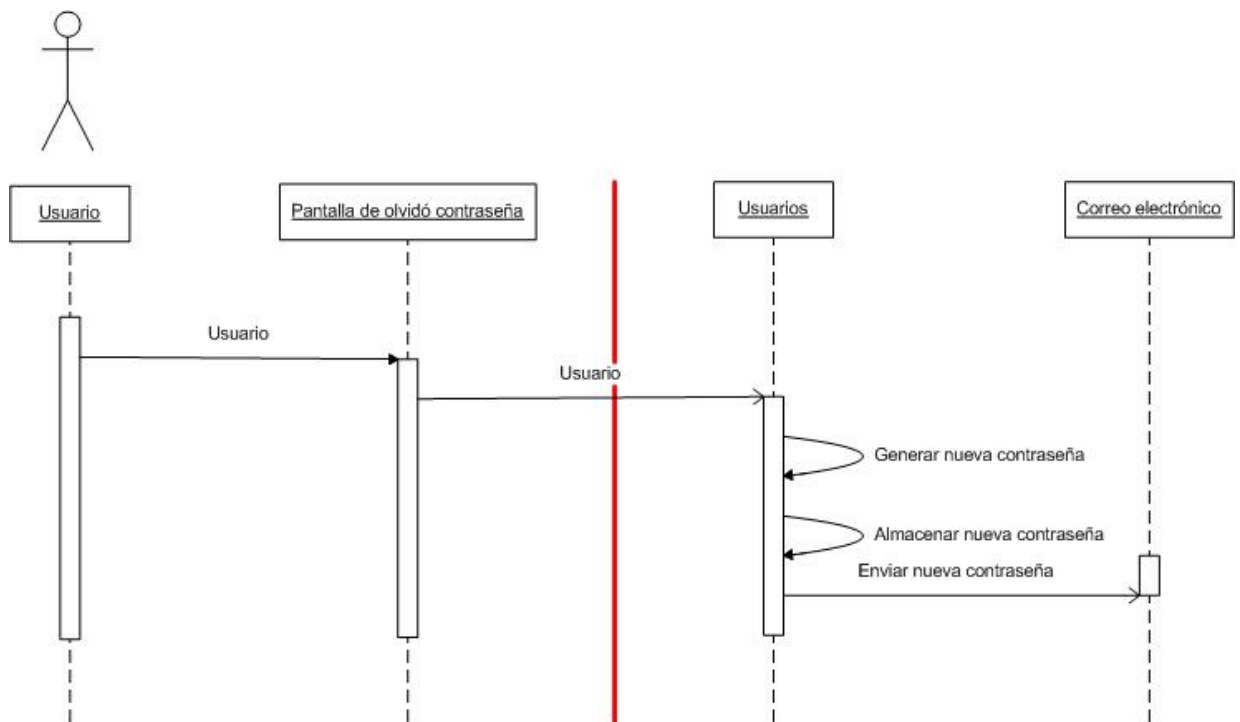 Usuario
Pantalla de olvidó contraseña
Usuarios
Correo electrónico
Usuario
Usuario
Generar nueva contraseña
Almacenar nueva contraseña
Enviar nueva contraseña